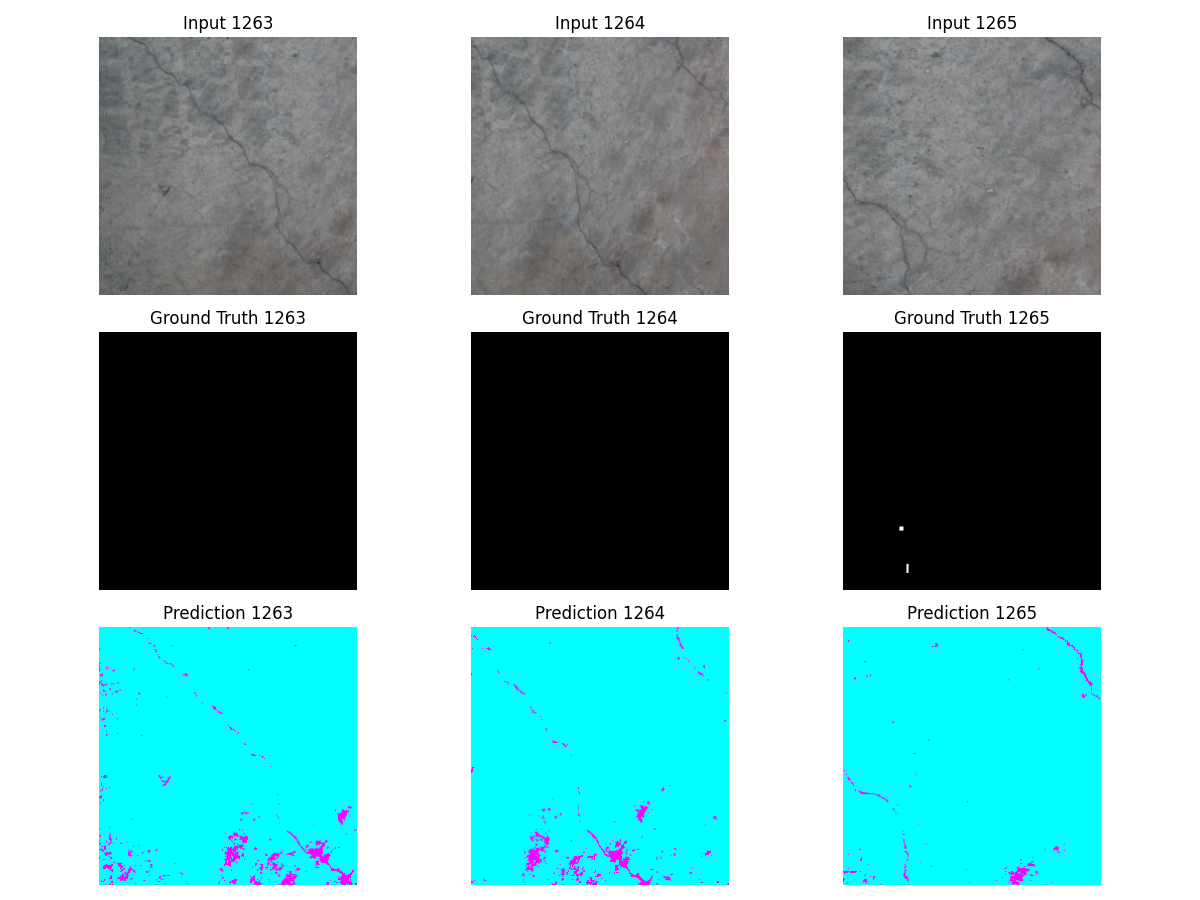 Input 1263
Input 1264
Input 1265
Ground Truth 1263
Ground Truth 1264
Ground Truth 1265
Prediction 1263
Prediction 1264
Prediction 1265